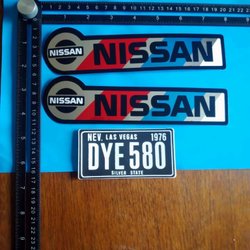 NISSAN NISSAN
NISSAN NISSAN
NEV. LAS VEGAS 1976
DYE 580
SILVER STATE